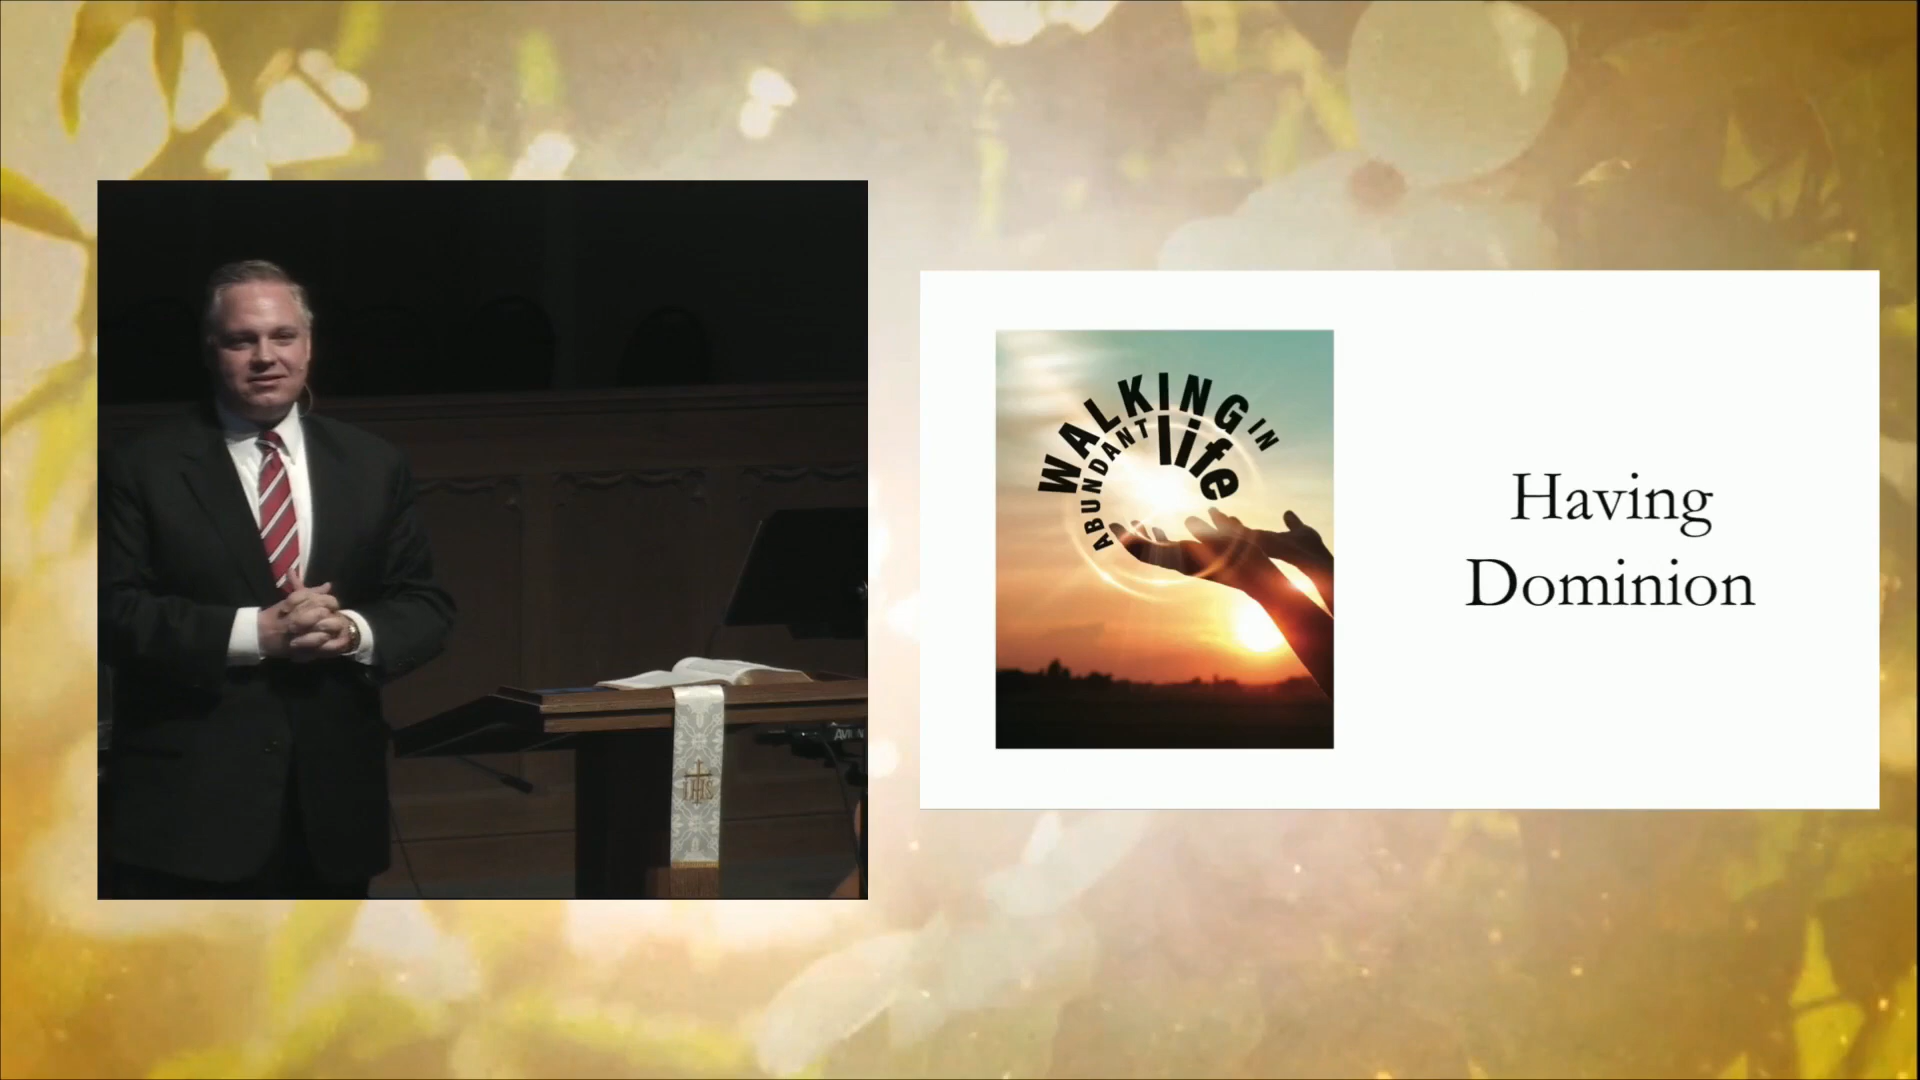 WALKING IN
ABUNDANT life
Having
Dominion
IHS